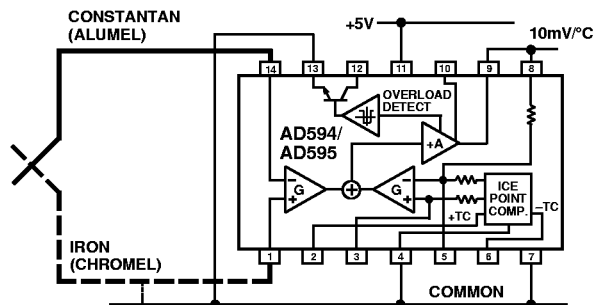 CONSTANTAN
(ALUMEL)
+5V
10mV/°C
14
13
12
11
10
9
8
OVERLOAD
DETECT
AD594/
AD595
+A
G
G
ICE
POINT
COMP.
–TC
+TC
IRON
(CHROMEL)
1
2
3
4
5
6
7
COMMON